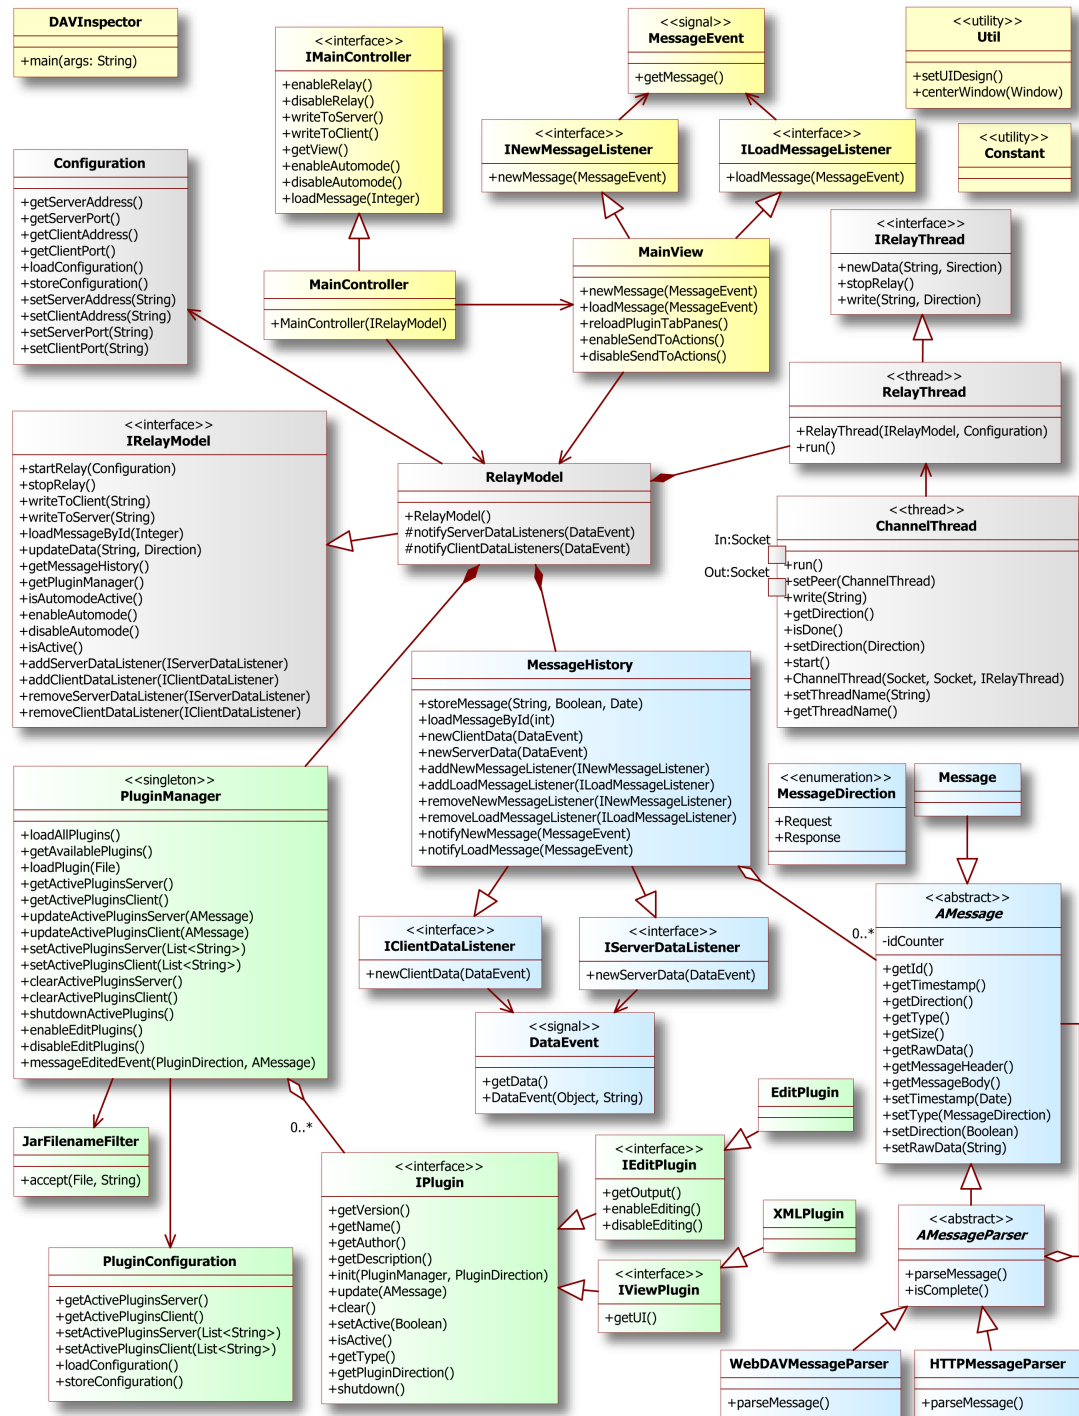 DAVInspector
+main(args: String)
<<interface>>
IMainController
+enableRelay()
+disableRelay()
+writeToServer()
+writeToClient()
+getView()
+enableAutomode()
+disableAutomode()
+loadMessage(Integer)
<<signal>>
MessageEvent
+getMessage()
<<utility>>
Util
+setUIDesign()
+centerWindow(Window)
<<interface>>
INewMessageListener
+newMessage(MessageEvent)
<<interface>>
ILoadMessageListener
+loadMessage(MessageEvent)
<<utility>>
Constant
Configuration
+getServerAddress()
+getServerPort()
+getClientAddress()
+getClientPort()
+loadConfiguration()
+storeConfiguration()
+setServerAddress(String)
+setClientAddress(String)
+setServerPort(String)
+setClientPort(String)
MainController
+MainController(IRelayModel)
MainView
+newMessage(MessageEvent)
+loadMessage(MessageEvent)
+reloadPluginTabPanes()
+enableSendToActions()
+disableSendToActions()
<<interface>>
IRelayThread
+newData(String, Sirection)
+stopRelay()
+write(String, Direction)
<<thread>>
RelayThread
+RelayThread(IRelayModel, Configuration)
+run()
<<interface>>
IRelayModel
+startRelay(Configuration)
+stopRelay()
+writeToClient(String)
+writeToServer(String)
+loadMessageById(Integer)
+updateData(String, Direction)
+getMessageHistory()
+getPluginManager()
+isAutomodeActive()
+enableAutomode()
+disableAutomode()
+isActive()
+addServerDataListener(IServerDataListener)
+addClientDataListener(IClientDataListener)
+removeServerDataListener(IServerDataListener)
+removeClientDataListener(IClientDataListener)
RelayModel
+RelayModel()
#notifyServerDataListeners(DataEvent)
#notifyClientDataListeners(DataEvent)
<<thread>>
ChannelThread
In:Socket
Out:Socket
+run()
+setPeer(ChannelThread)
+write(String)
+getDirection()
+isDone()
+setDirection(Direction)
+start()
+ChannelThread(Socket, Socket, IRelayThread)
+setThreadName(String)
+getThreadName()
MessageHistory
+storeMessage(String, Boolean, Date)
+loadMessageById(int)
+newClientData(DataEvent)
+newServerData(DataEvent)
+addNewMessageListener(INewMessageListener)
+addLoadMessageListener(ILoadMessageListener)
+removeNewMessageListener(INewMessageListener)
+removeLoadMessageListener(ILoadMessageListener)
+notifyNewMessage(MessageEvent)
+notifyLoadMessage(MessageEvent)
<<singleton>>
PluginManager
+loadAllPlugins()
+getAvailablePlugins()
+loadPlugin(File)
+getActivePluginsServer()
+getActivePluginsClient()
+updateActivePluginsServer(AMessage)
+updateActivePluginsClient(AMessage)
+setActivePluginsServer(List<String>)
+setActivePluginsClient(List<String>)
+clearActivePluginsServer()
+clearActivePluginsClient()
+shutdownActivePlugins()
+enableEditPlugins()
+disableEditPlugins()
+messageEditedEvent(PluginDirection, AMessage)
<<enumeration>>
MessageDirection
+Request
+Response
Message
<<abstract>>
AMessage
-idCounter
+getId()
+getTimestamp()
+getDirection()
+getType()
+getSize()
+getRawData()
+getMessageHeader()
+getMessageBody()
+setTimestamp(Date)
+setType(MessageDirection)
+setDirection(Boolean)
+setRawData(String)
0..*
<<interface>>
IClientDataListener
+newClientData(DataEvent)
<<interface>>
IServerDataListener
+newServerData(DataEvent)
<<signal>>
DataEvent
+getData()
+DataEvent(Object, String)
JarFilenameFilter
+accept(File, String)
0..*
<<interface>>
IPlugin
+getVersion()
+getName()
+getAuthor()
+getDescription()
+init(PluginManager, PluginDirection)
+update(AMessage)
+clear()
+setActive(Boolean)
+isActive()
+getType()
+getPluginDirection()
+shutdown()
EditPlugin
<<interface>>
IEditPlugin
+getOutput()
+enableEditing()
+disableEditing()
XMLPlugin
<<interface>>
IViewPlugin
+getUI()
<<abstract>>
AMessageParser
+parseMessage()
+isComplete()
PluginConfiguration
+getActivePluginsServer()
+getActivePluginsClient()
+setActivePluginsServer(List<String>)
+setActivePluginsClient(List<String>)
+loadConfiguration()
+storeConfiguration()
WebDAVMessageParser
+parseMessage()
HTTPMessageParser
+parseMessage()